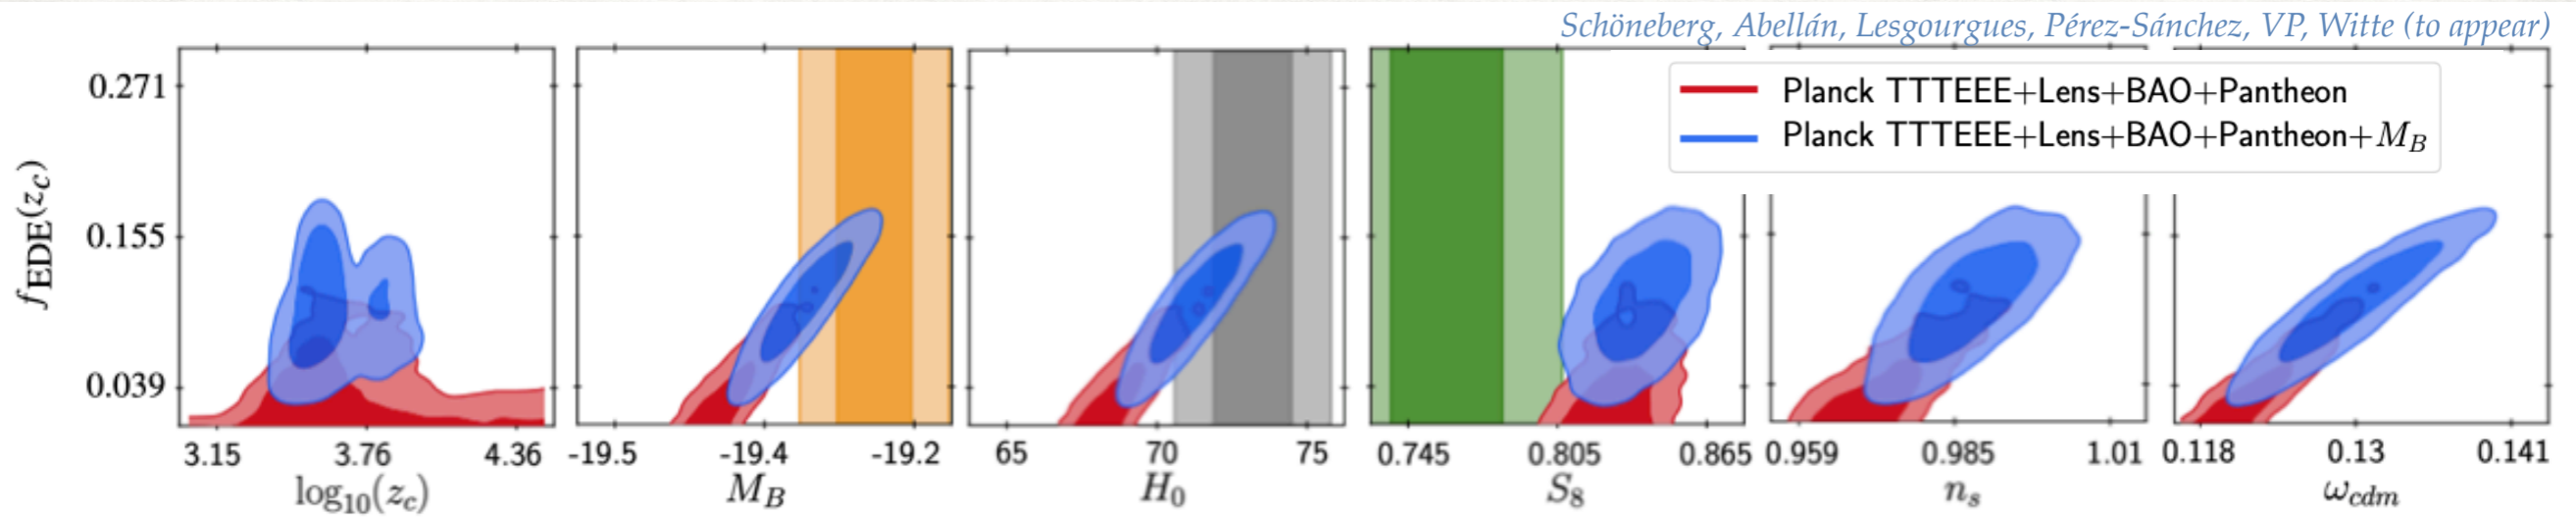 Schöneberg, Abellán, Lesgourgues, Pérez-Sánchez, VP, Witte (to appear)
Planck TTTEEE+Lens+BAO+Pantheon
Planck TTTEEE+Lens+BAO+Pantheon+M_B
f_EDE(z_c)
0.271
0.155
0.039
3.15 3.76 4.36
log₁₀(z_c)
-19.5 -19.4 -19.2
M_B
65 70 75
H₀
0.745 0.805 0.865
S₈
0.959 0.985 1.01
n_s
0.118 0.13 0.141
ω_cdm